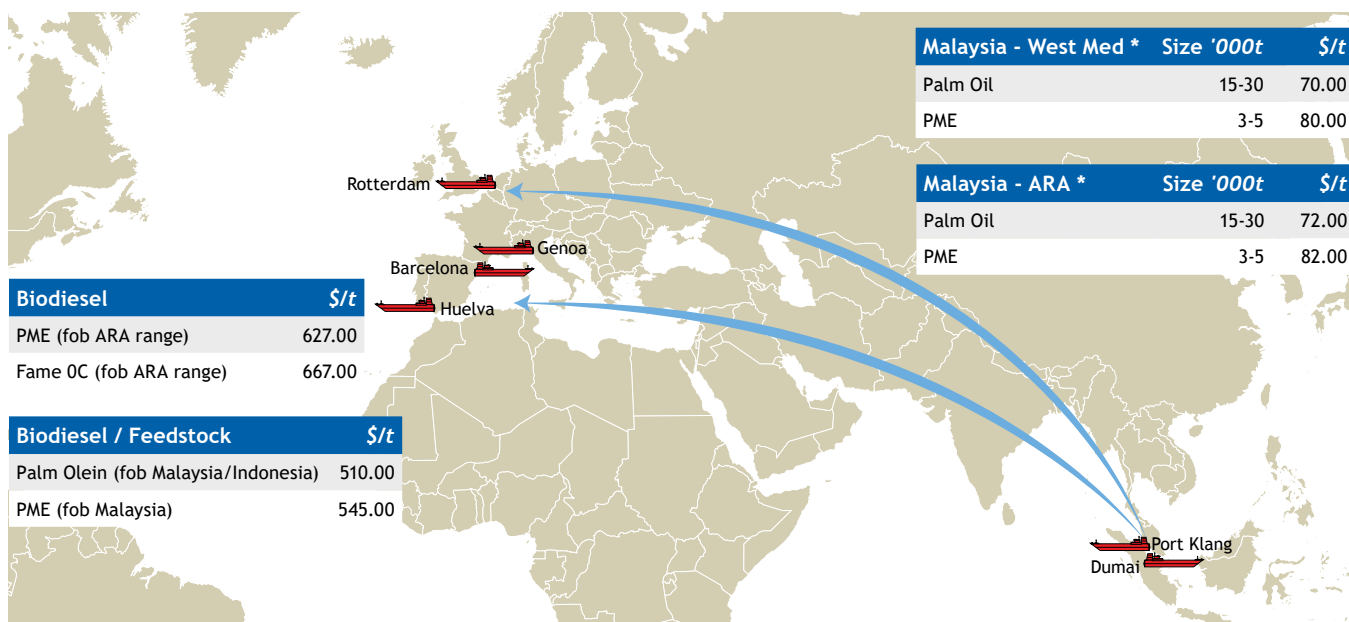 Malaysia - West Med * Size '000t $/t
Palm Oil 15-30 70.00
PME 3-5 80.00
Malaysia - ARA * Size '000t $/t
Palm Oil 15-30 72.00
PME 3-5 82.00
Rotterdam
Genoa
Barcelona
Huelva
Biodiesel $/t
PME (fob ARA range) 627.00
Fame 0C (fob ARA range) 667.00
Biodiesel / Feedstock $/t
Palm Olein (fob Malaysia/Indonesia) 510.00
PME (fob Malaysia) 545.00
Port Klang
Dumai